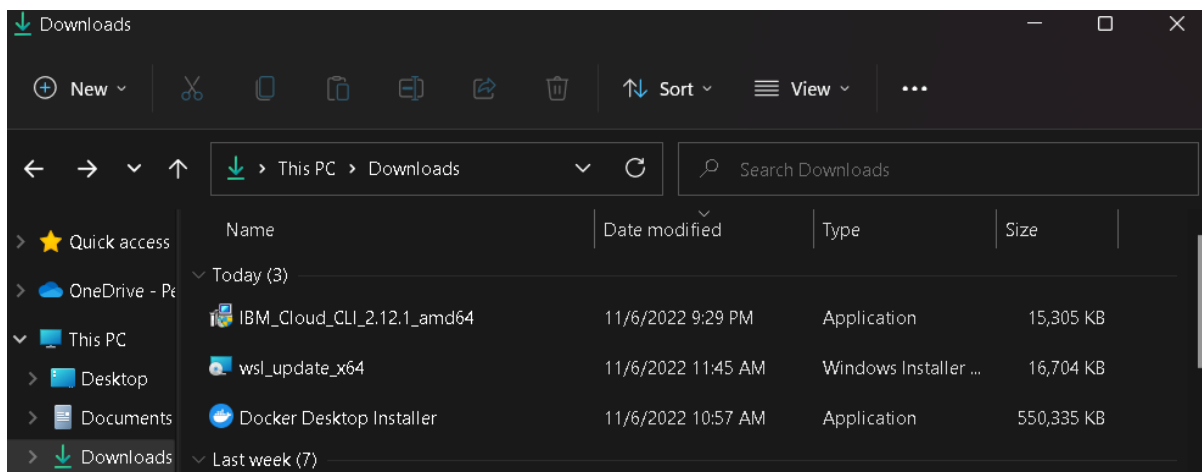 Downloads
New Sort View
This PC > Downloads Search Downloads
Quick access
OneDrive - Pe
This PC
Desktop
Documents
Downloads
Name Date modified Type Size
Today (3)
IBM_Cloud_CLI_2.12.1_amd64 11/6/2022 9:29 PM Application 15,305 KB
wsl_update_x64 11/6/2022 11:45 AM Windows Installer ... 16,704 KB
Docker Desktop Installer 11/6/2022 10:57 AM Application 550,335 KB
Last week (7)